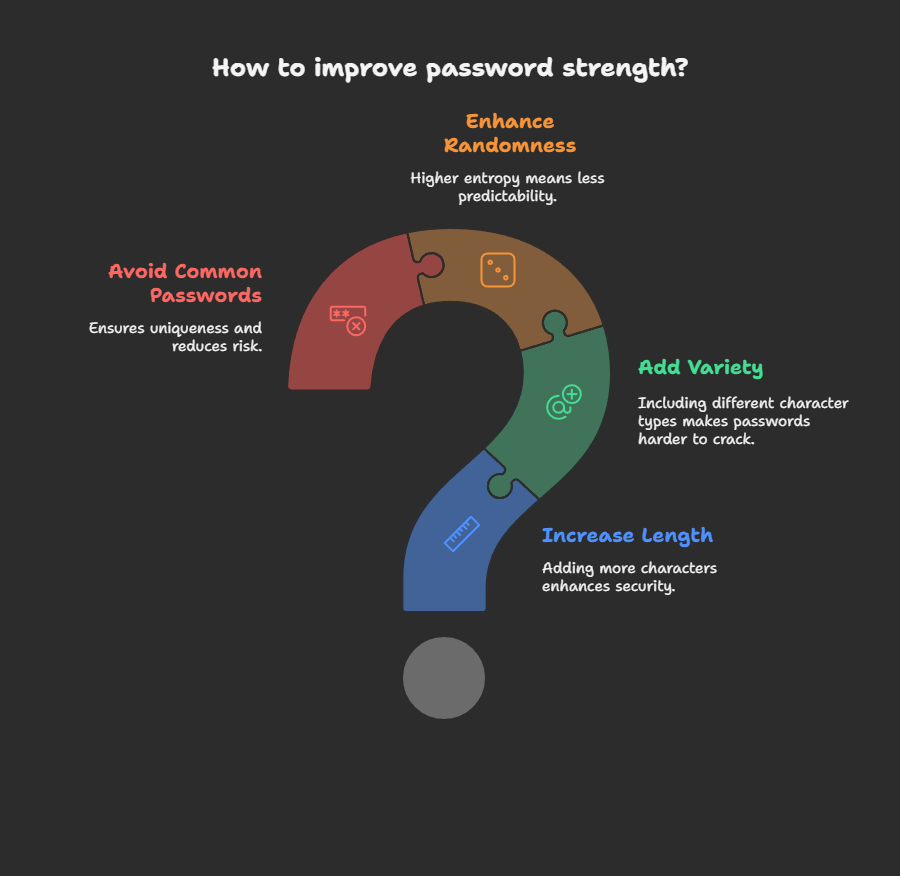 How to improve password strength?
Enhance
Randomness
Higher entropy means less
predictability.
Avoid Common
Passwords
Ensures uniqueness and
reduces risk.
**
Add Variety
Including different character
types makes passwords
harder to crack.
@
Increase Length
Adding more characters
enhances security.